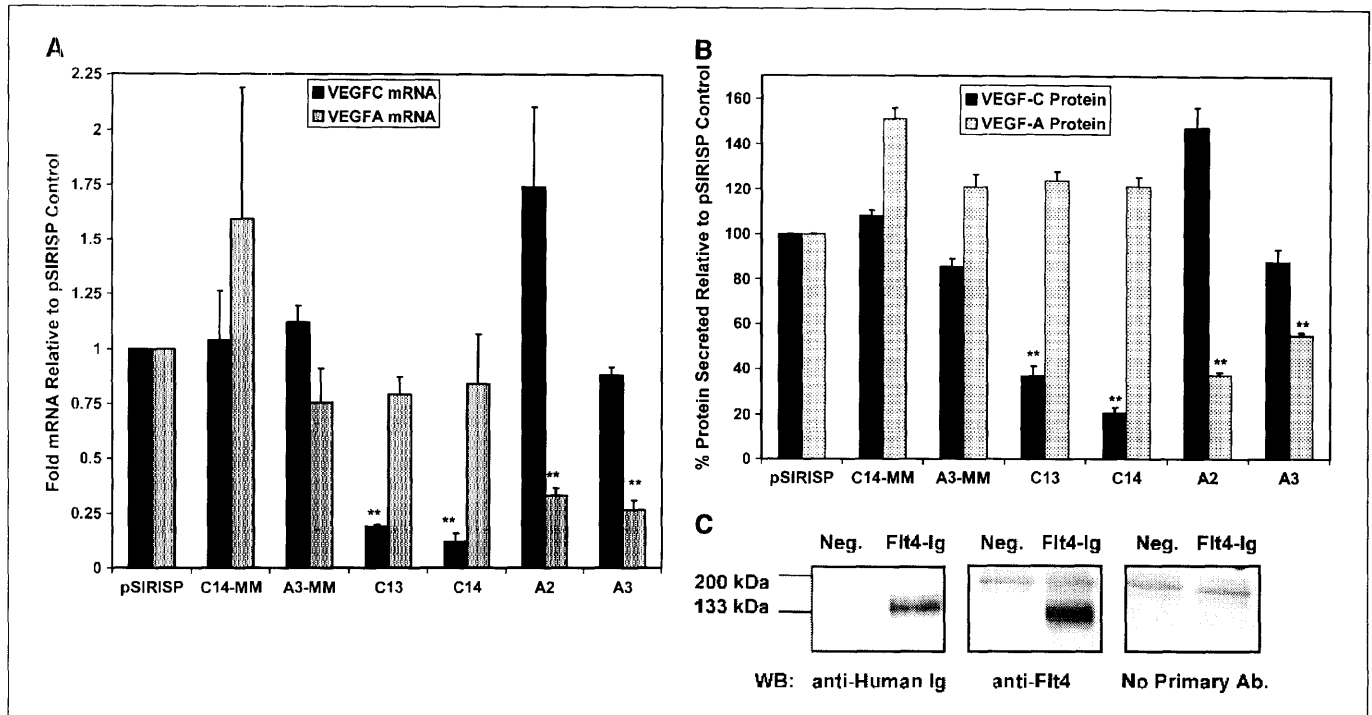 A
Fold mRNA Relative to pSIRISP Control
2.25
2
1.75
1.5
1.25
1
0.75
0.5
0.25
0
VEGFC mRNA
VEGFA mRNA
** ** ** **
pSIRISP C14-MM A3-MM C13 C14 A2 A3
B
% Protein Secreted Relative to pSIRISP Control
160
140
120
100
80
60
40
20
0
VEGF-C Protein
VEGF-A Protein
** ** ** **
pSIRISP C14-MM A3-MM C13 C14 A2 A3
C
Neg. Flt4-Ig Neg. Flt4-Ig Neg. Flt4-Ig
200 kDa
133 kDa
WB: anti-Human Ig anti-Flt4 No Primary Ab.